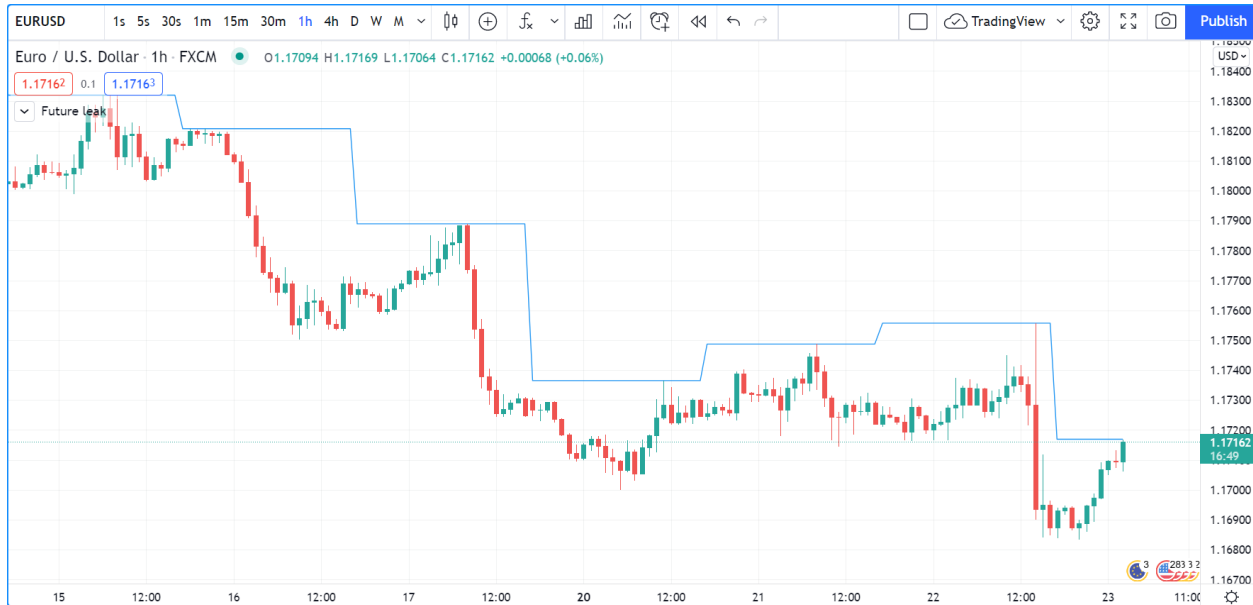 EURUSD 1s 5s 30s 1m 15m 30m 1h 4h D W M TradingView Publish
Euro / U.S. Dollar · 1h · FXCM O1.17094 H1.17169 L1.17064 C1.17162 +0.00068 (+0.06%)
USD
1.18400
1.17162 0.1 1.17163
1.18300
Future leak
1.18200
1.18100
1.18000
1.17900
1.17800
1.17700
1.17600
1.17500
1.17400
1.17300
1.17200
1.17162
16:49
1.17000
1.16900
1.16800
3 283 3 2
1.16700
15 12:00 16 12:00 17 12:00 20 12:00 21 12:00 22 12:00 23 11:00